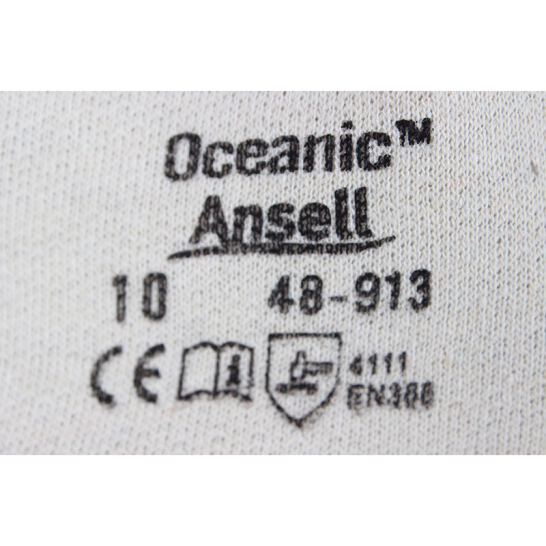 Oceanic™
Ansell
10 48-913
CE i 4111
EN388